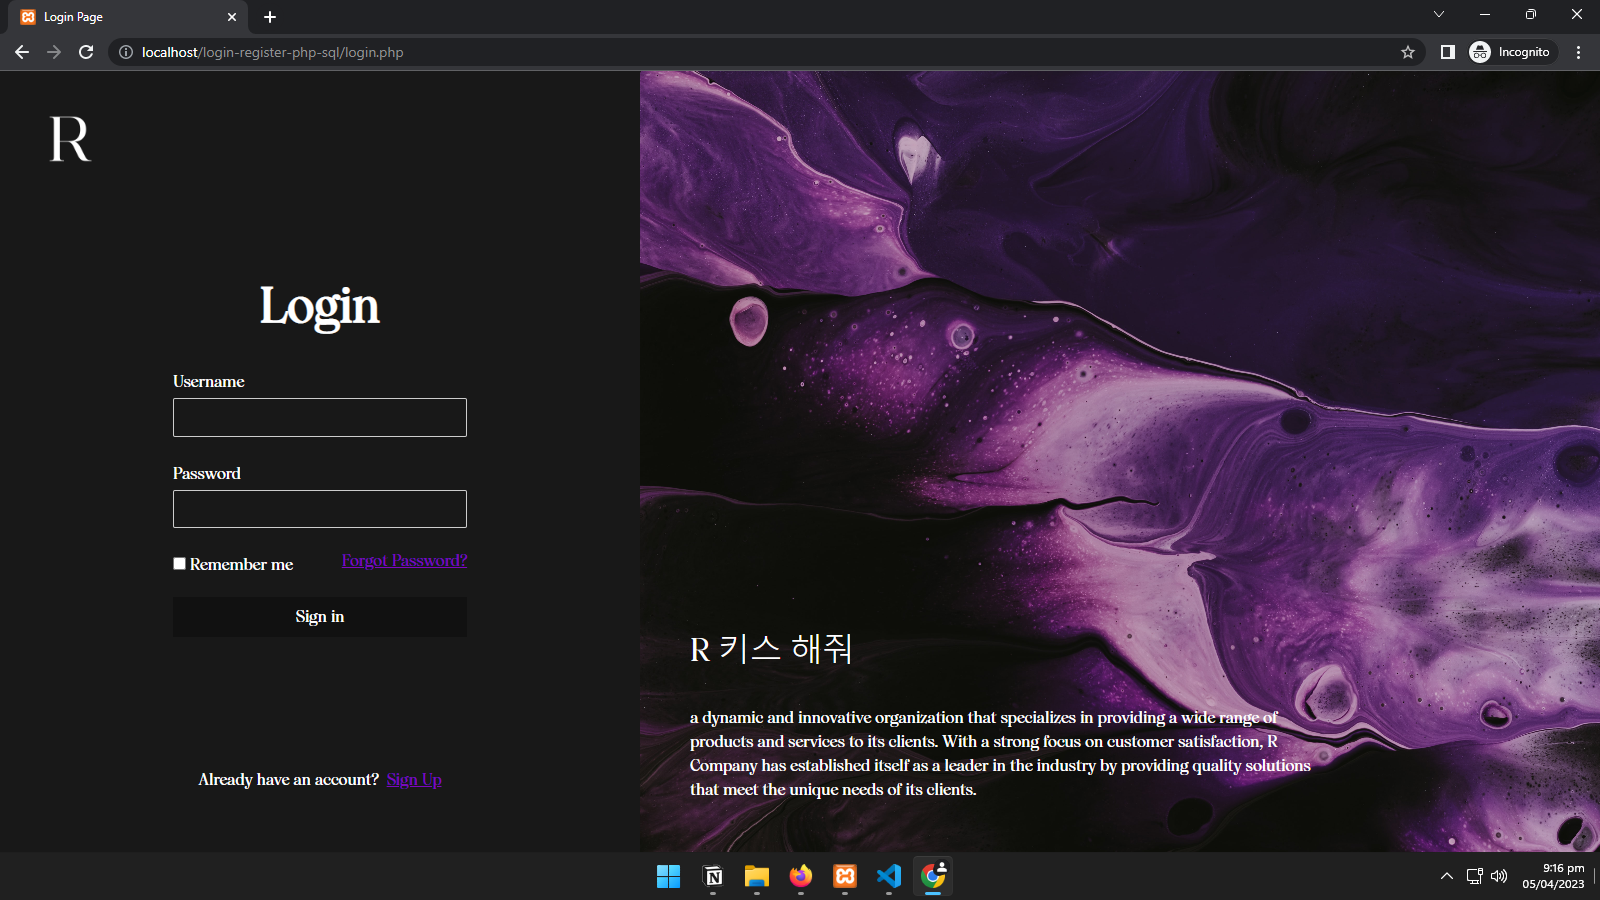 Login Page
localhost/login-register-php-sql/login.php
Incognito
R
Login
Username
Password
Remember me
Forgot Password?
Sign in
Already have an account? Sign Up
R 키스 해줘
a dynamic and innovative organization that specializes in providing a wide range of
products and services to its clients. With a strong focus on customer satisfaction, R
Company has established itself as a leader in the industry by providing quality solutions
that meet the unique needs of its clients.
9:16 pm
05/04/2023